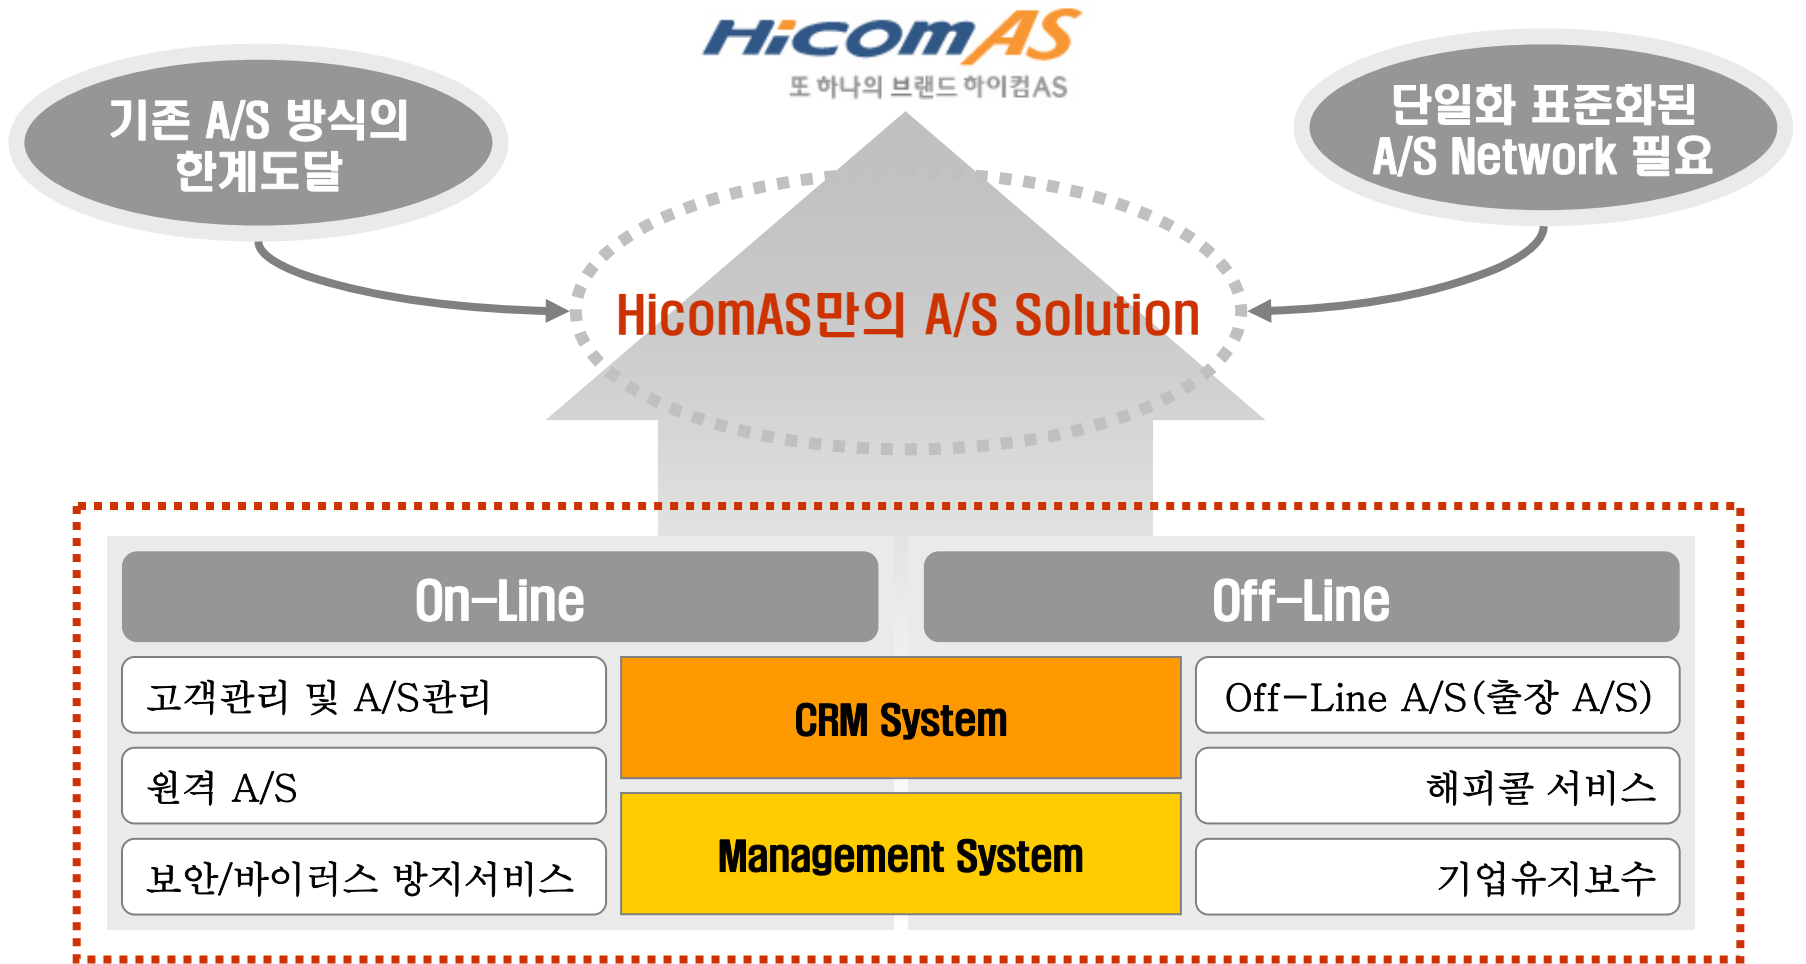 HicomAS
또 하나의 브랜드 하이컴AS
기존 A/S 방식의
한계도달
단일화 표준화된
A/S Network 필요
HicomAS만의 A/S Solution
On-Line
Off-Line
고객관리 및 A/S관리
원격 A/S
보안/바이러스 방지서비스
CRM System
Management System
Off-Line A/S(출장 A/S)
해피콜 서비스
기업유지보수